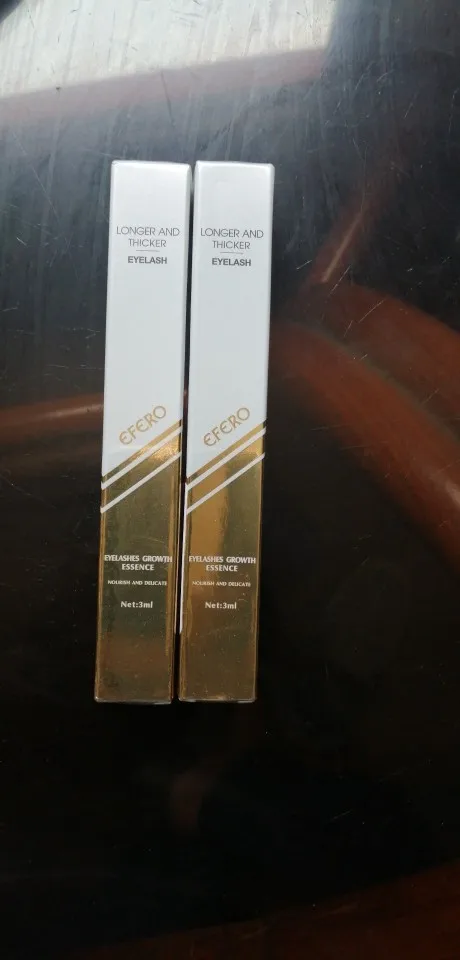 LONGER AND
THICKER
EYELASH
EFERO
EYELASHES GROWTH
ESSENCE
NOURISH AND DELICATE
Net:3ml
LONGER AND
THICKER
EYELASH
EFERO
EYELASHES GROWTH
ESSENCE
NOURISH AND DELICATE
Net:3ml